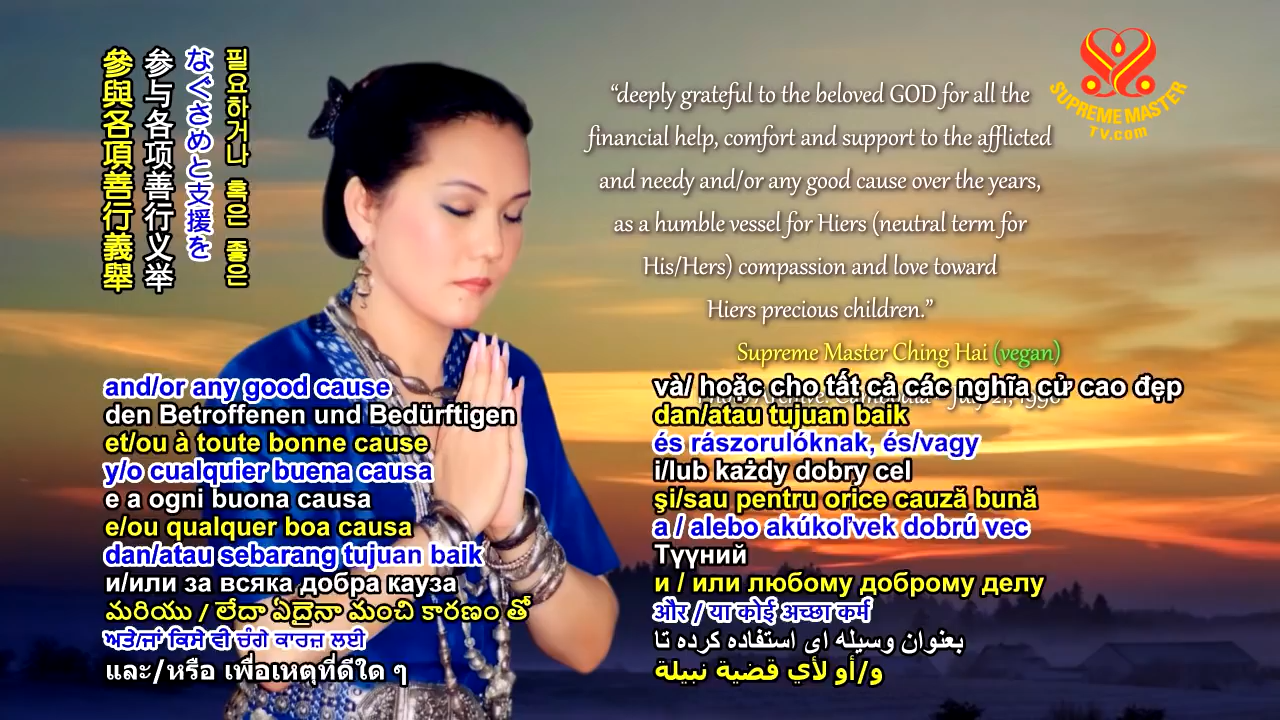 參與各項善行義舉
参与各项善行义举
なぐさめと支援を
필요하거나 혹은 좋은
“deeply grateful to the beloved GOD for all the
financial help, comfort and support to the afflicted
and needy and/or any good cause over the years,
as a humble vessel for Hiers (neutral term for
His/Hers) compassion and love toward
Hiers precious children.”
Supreme Master Ching Hai (vegan)
SUPREME MASTER
TV.com
and/or any good cause
den Betroffenen und Bedürftigen
et/ou à toute bonne cause
y/o cualquier buena causa
e a ogni buona causa
e/ou qualquer boa causa
dan/atau sebarang tujuan baik
и/или за всяка добра кауза
మరియు / లేదా ఏదైనా మంచి కారణం తో
ਅਤੇ/ਜਾਂ ਕਿਸੇ ਵੀ ਚੰਗੇ ਕਾਰਜ਼ ਲਈ
และ/หรือ เพื่อเหตุที่ดีใด ๆ
và/ hoặc cho tất cả các nghĩa cử cao đẹp
dan/atau tujuan baik
és rászorulóknak, és/vagy
i/lub każdy dobry cel
şi/sau pentru orice cauză bună
a / alebo akúkoľvek dobrú vec
Түүний
и / или любому доброму делу
और / या कोई अच्छा कर्म
بعنوان وسیله ای استفاده کرده تا
و/أو لأي قضية نبيلة